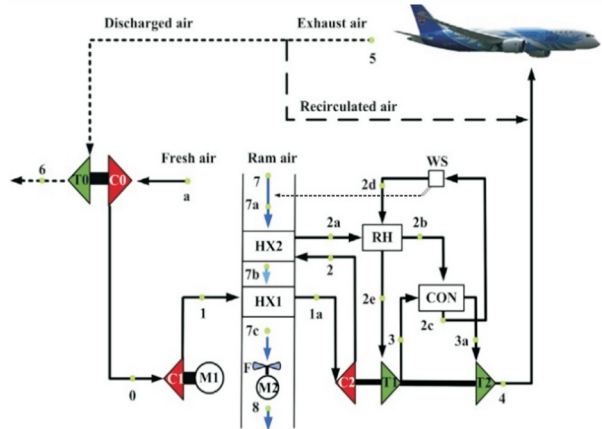 Discharged air
Exhaust air
5
Recirculated air
6
T0
C0
Fresh air
a
Ram air
7
7a
WS
2d
2a
RH
2b
HX2
2
7b
2e
CON
1
HX1
1a
2c
3
3a
7c
F
C1
M1
M2
C2
T1
T2
4
0
8